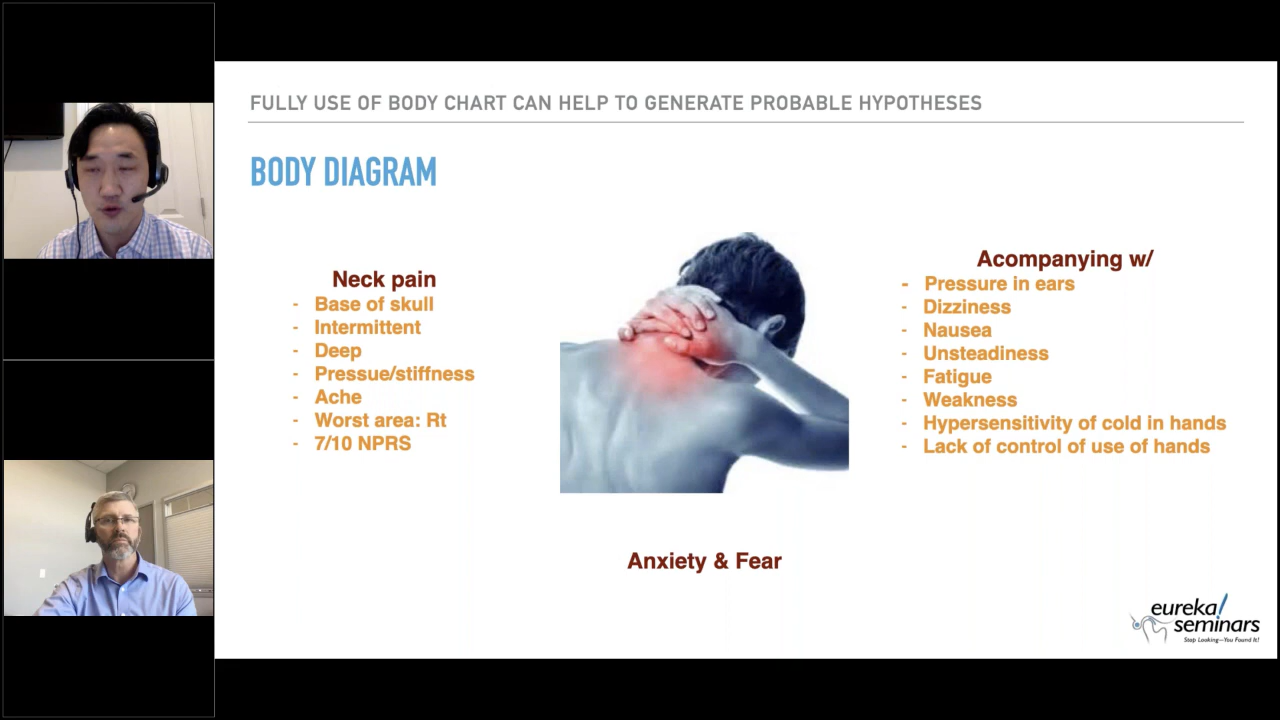 FULLY USE OF BODY CHART CAN HELP TO GENERATE PROBABLE HYPOTHESES
BODY DIAGRAM
Neck pain
- Base of skull
- Intermittent
- Deep
- Pressue/stiffness
- Ache
- Worst area: Rt
- 7/10 NPRS
Acompanying w/
- Pressure in ears
- Dizziness
- Nausea
- Unsteadiness
- Fatigue
- Weakness
- Hypersensitivity of cold in hands
- Lack of control of use of hands
Anxiety & Fear
eureka!
seminars
Stop Looking—You Found It!